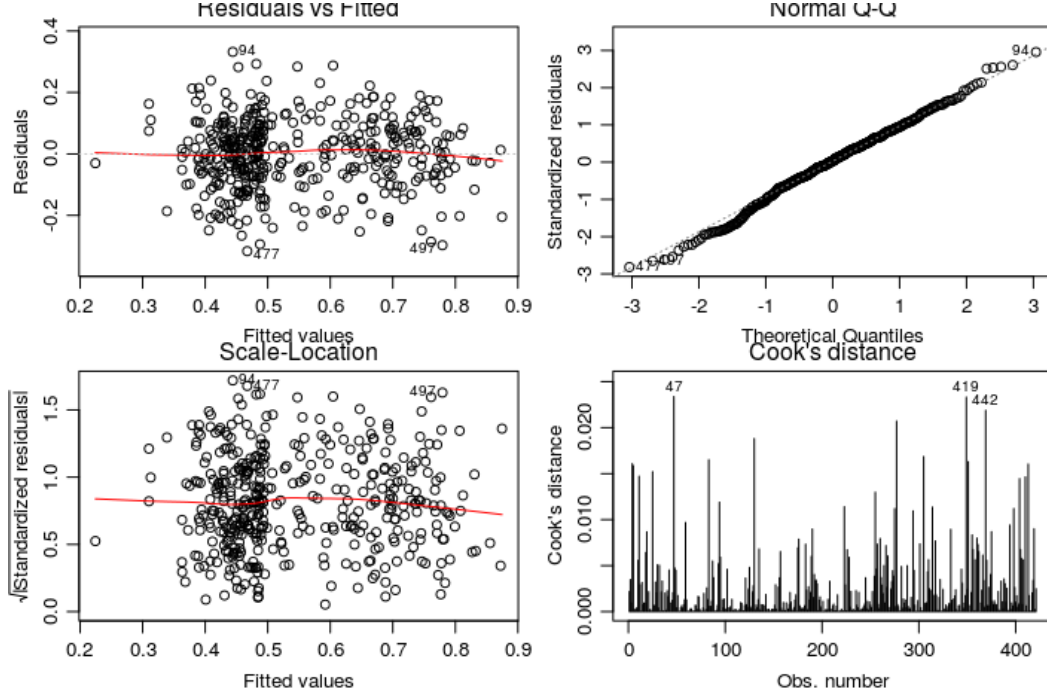 Residuals vs Fitted
Residuals
0.4
0.2
0.0
-0.2
94
477
497
0.2 0.3 0.4 0.5 0.6 0.7 0.8 0.9
Fitted values
Normal Q-Q
Standardized residuals
3
2
1
0
-1
-2
-3
94
477
497
-3 -2 -1 0 1 2 3
Theoretical Quantiles
Scale-Location
√|Standardized residuals|
1.5
1.0
0.5
0.0
94
477
497
0.2 0.3 0.4 0.5 0.6 0.7 0.8 0.9
Fitted values
Cook's distance
Cook's distance
0.020
0.010
0.000
47
419
442
0 100 200 300 400
Obs. number